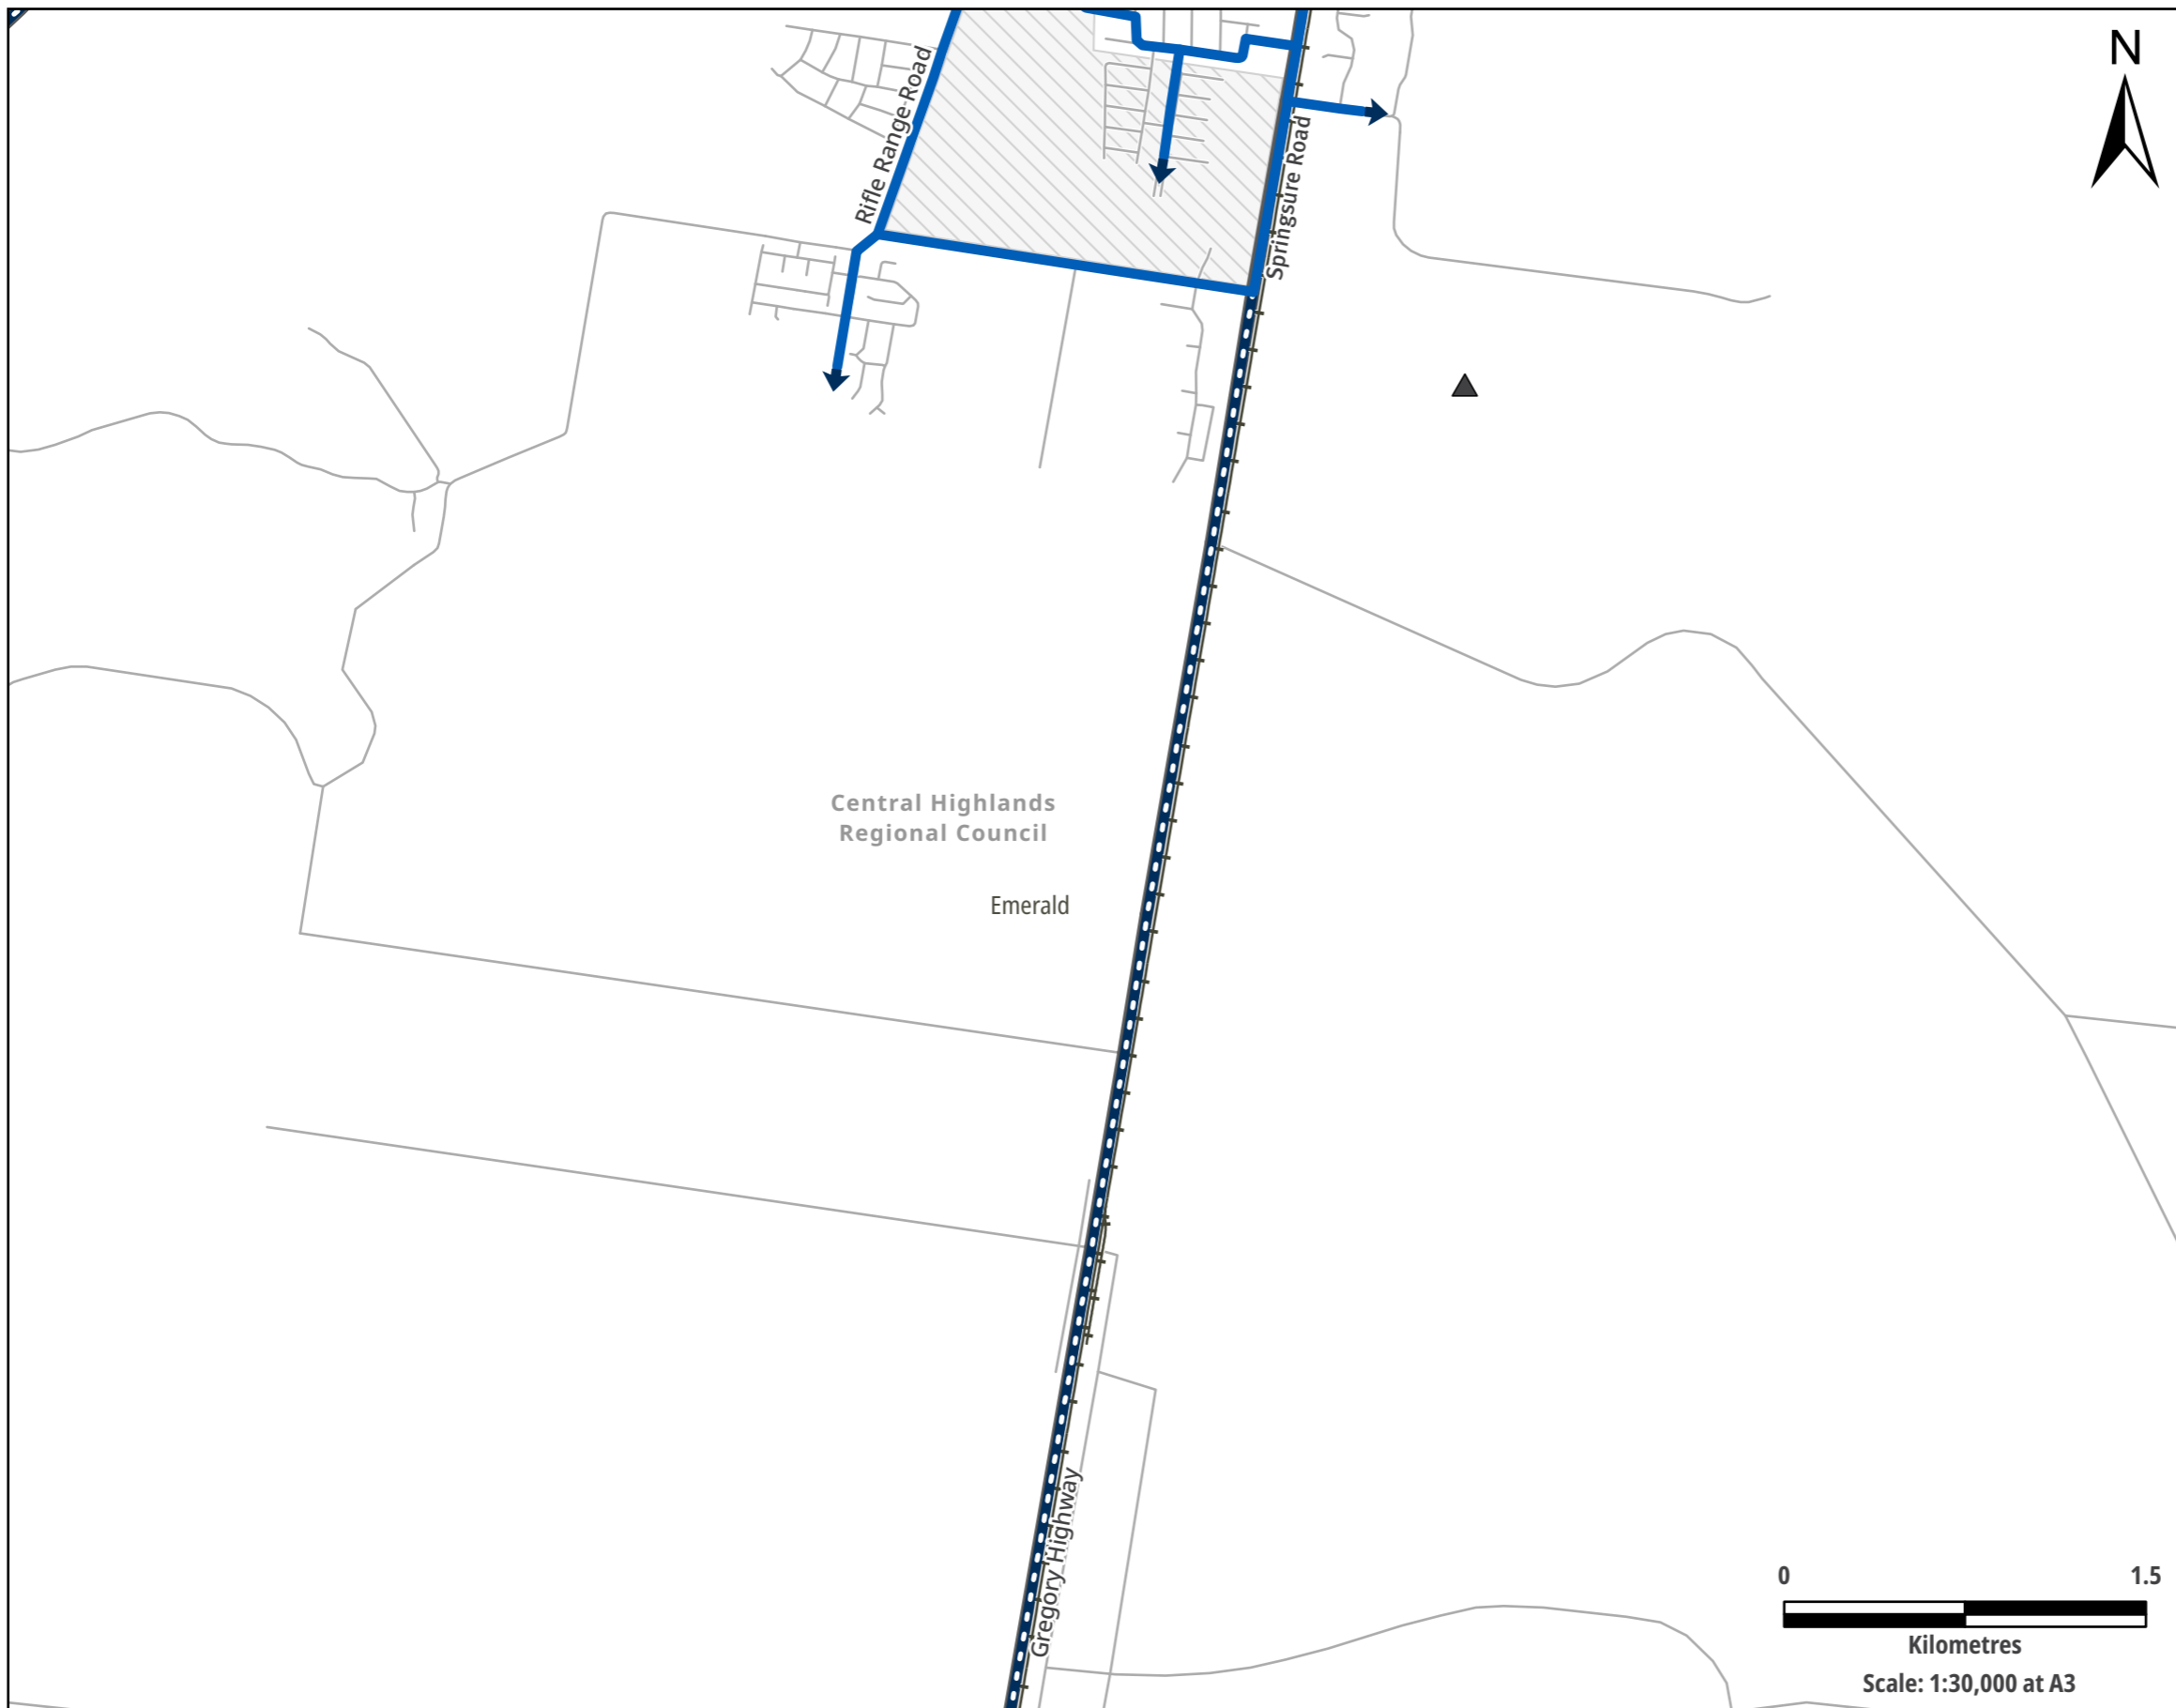 N
Rifle Range Road
Springsure Road
Central Highlands
Regional Council
Emerald
Gregory Highway
0 1.5
Kilometres
Scale: 1:30,000 at A3